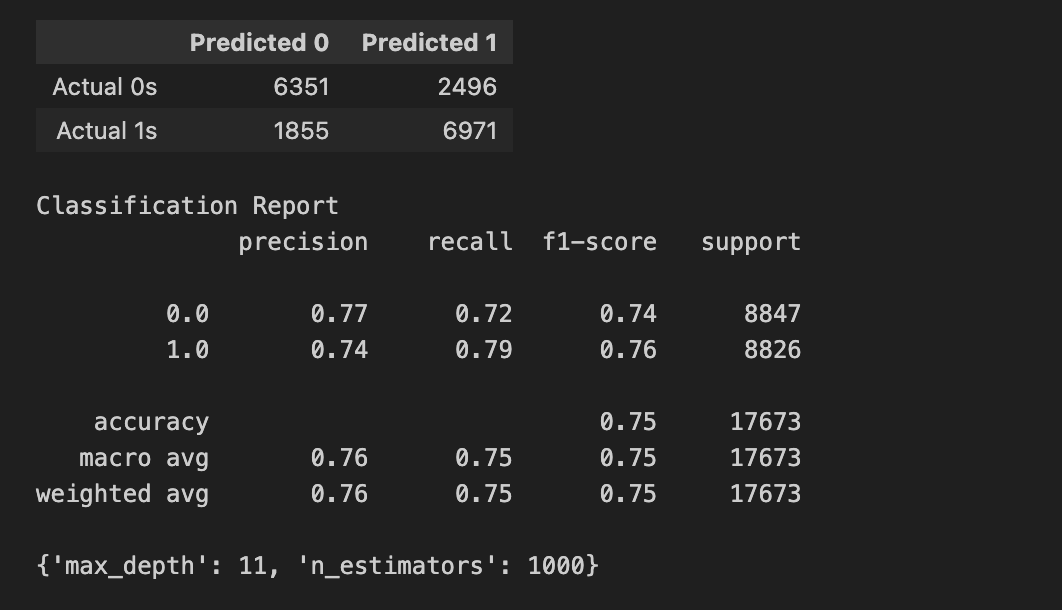 Predicted 0 Predicted 1
Actual 0s 6351 2496
Actual 1s 1855 6971
Classification Report
precision recall f1-score support
0.0 0.77 0.72 0.74 8847
1.0 0.74 0.79 0.76 8826
accuracy 0.75 17673
macro avg 0.76 0.75 0.75 17673
weighted avg 0.76 0.75 0.75 17673
{'max_depth': 11, 'n_estimators': 1000}